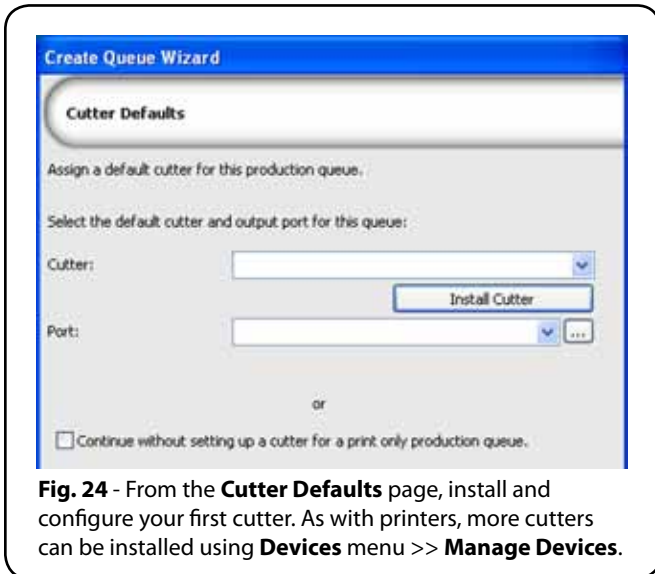 Create Queue Wizard
Cutter Defaults
Assign a default cutter for this production queue.
Select the default cutter and output port for this queue:
Cutter:
Install Cutter
Port:
...
or
Continue without setting up a cutter for a print only production queue.
Fig. 24 - From the Cutter Defaults page, install and
configure your first cutter. As with printers, more cutters
can be installed using Devices menu >> Manage Devices.